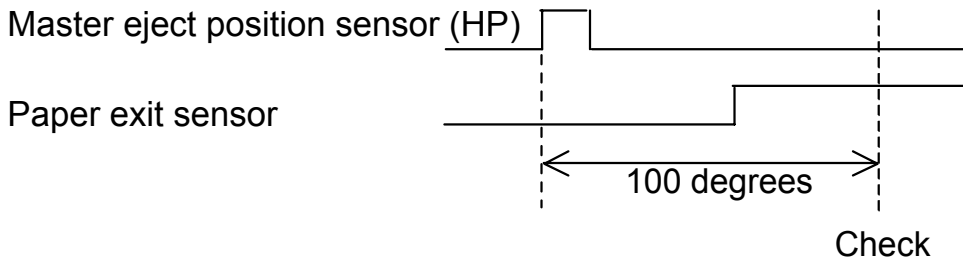 Master eject position sensor (HP)
Paper exit sensor
100 degrees
Check